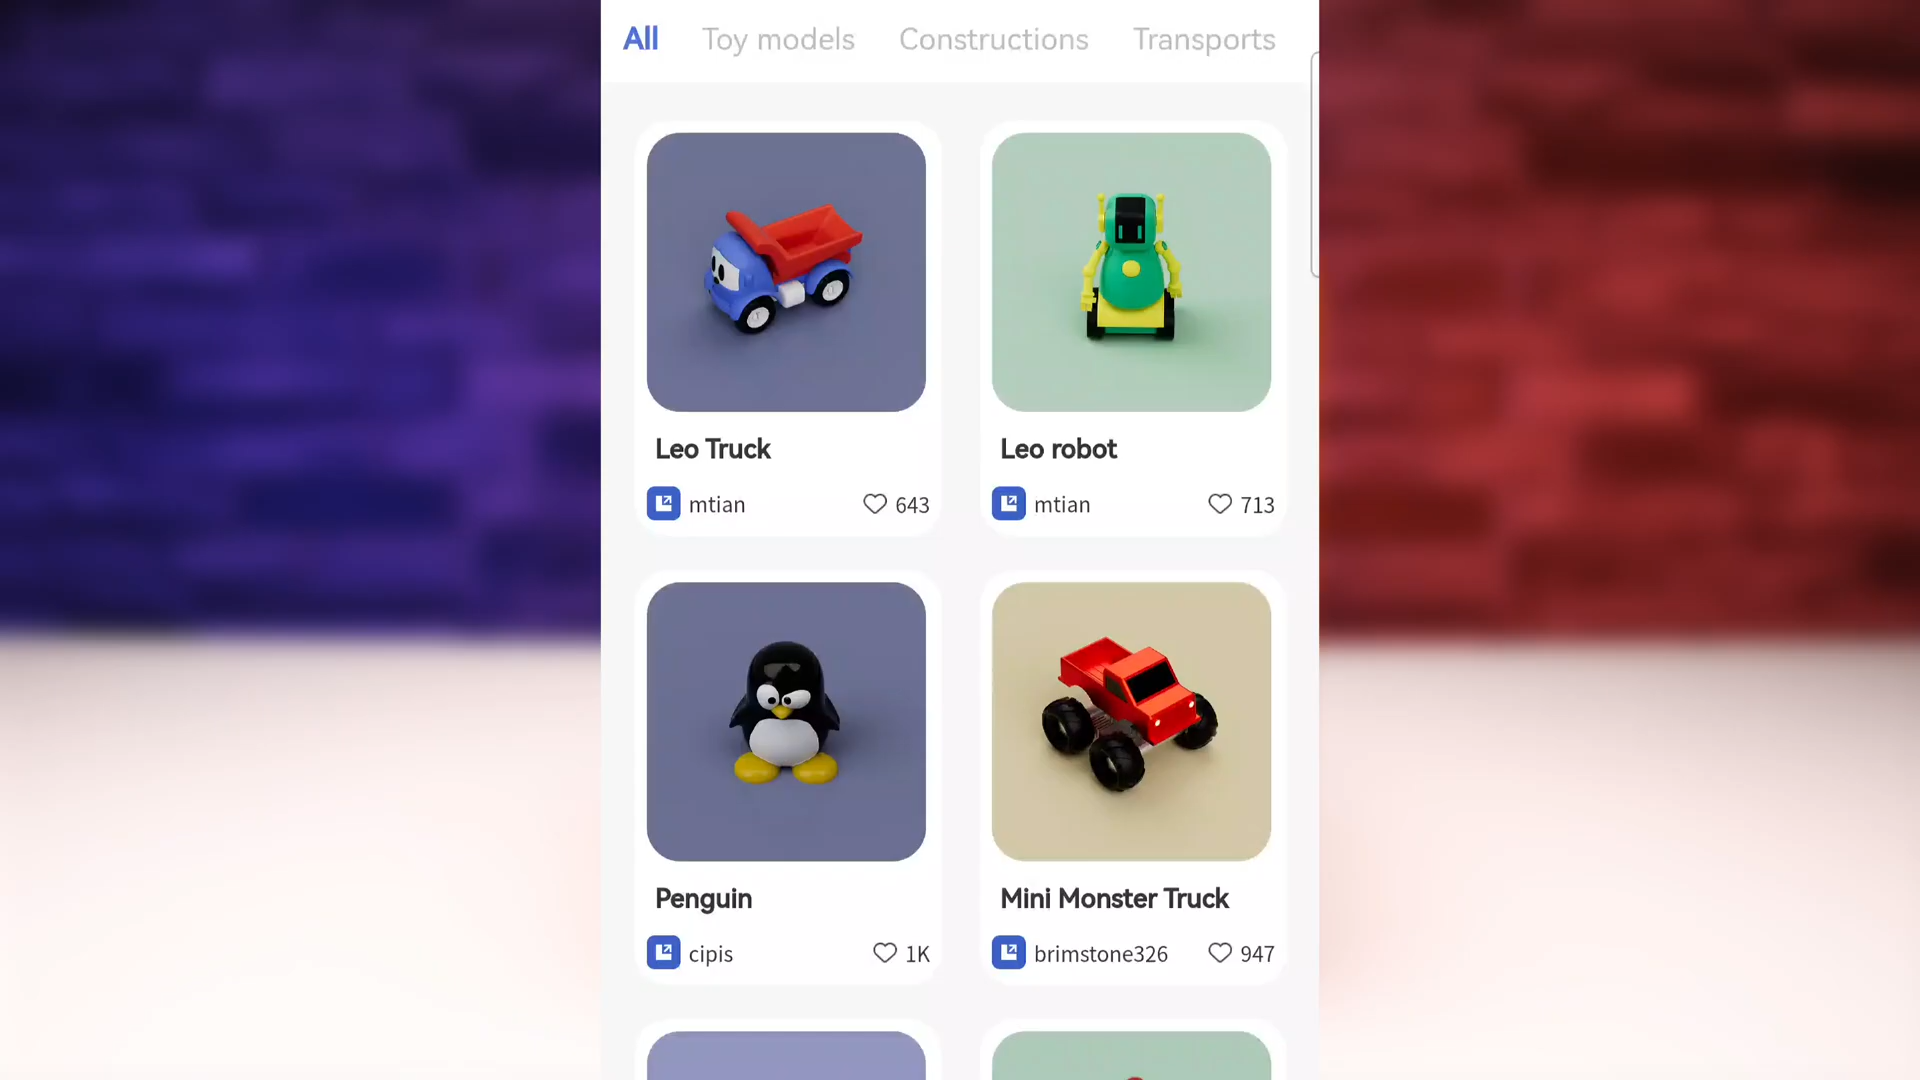 All Toy models Constructions Transports
Leo Truck
mtian 643
Leo robot
mtian 713
Penguin
cipis 1K
Mini Monster Truck
brimstone326 947